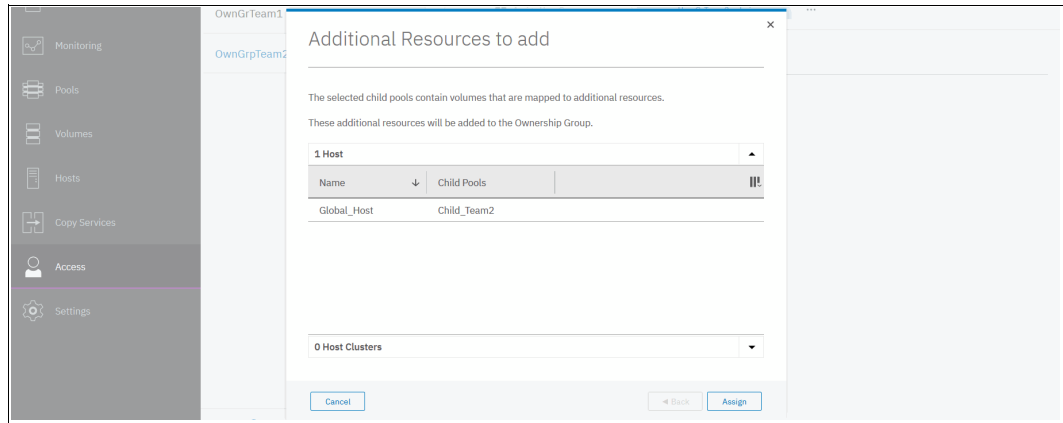 OwnGrTeam1
...
Monitoring
OwnGrpTeam2
Pools
Volumes
Hosts
Copy Services
Access
Settings
Additional Resources to add
The selected child pools contain volumes that are mapped to additional resources.
These additional resources will be added to the Ownership Group.
1 Host
Name Child Pools
Global_Host Child_Team2
0 Host Clusters
Cancel
Back
Assign